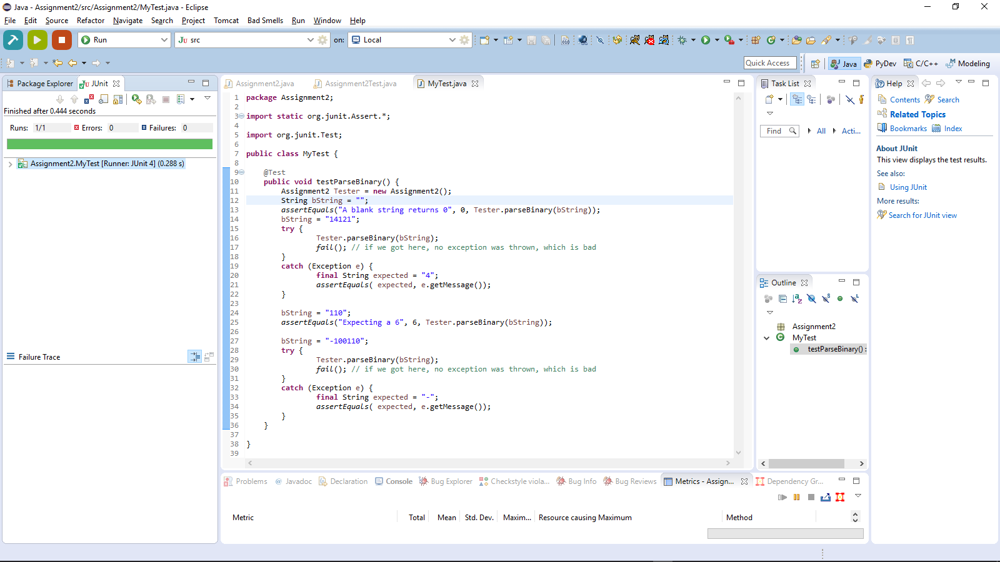 Java - Assignment2/src/Assignment2/MyTest.java - Eclipse
File Edit Source Refactor Navigate Search Project Tomcat Bad Smells Run Window Help
Run Ju src on: Local
Quick Access Java PyDev C/C++ Modeling
Package Explorer JUnit
Finished after 0.444 seconds
Runs: 1/1 Errors: 0 Failures: 0
Assignment2.MyTest [Runner: JUnit 4] (0.288 s)
Failure Trace
Assignment2.java Assignment2Test.java MyTest.java
1 package Assignment2;
2
3 import static org.junit.Assert.*;
4
5 import org.junit.Test;
6
7 public class MyTest {
8
9 @Test
10 public void testParseBinary() {
11 Assignment2 Tester = new Assignment2();
12 String bString = "";
13 assertEquals("A blank string returns 0", 0, Tester.parseBinary(bString));
14 bString = "14121";
15 try {
16 Tester.parseBinary(bString);
17 fail(); // if we got here, no exception was thrown, which is bad
18 }
19 catch (Exception e) {
20 final String expected = "4";
21 assertEquals( expected, e.getMessage());
22 }
23
24 bString = "110";
25 assertEquals("Expecting a 6", 6, Tester.parseBinary(bString));
26
27 bString = "-100110";
28 try {
29 Tester.parseBinary(bString);
30 fail(); // if we got here, no exception was thrown, which is bad
31 }
32 catch (Exception e) {
33 final String expected = "-";
34 assertEquals( expected, e.getMessage());
35 }
36 }
37
38 }
39
Task List
Find All Acti...
Outline
Assignment2
MyTest
testParseBinary() :
Help
Contents Search
Related Topics
Bookmarks Index
About JUnit
This view displays the test results.
See also:
Using JUnit
More results:
Search for JUnit view
Problems @ Javadoc Declaration Console Bug Explorer Checkstyle viola... Bug Info Bug Reviews Metrics - Assign... Dependency Gr...
Metric Total Mean Std. Dev. Maxim... Resource causing Maximum Method